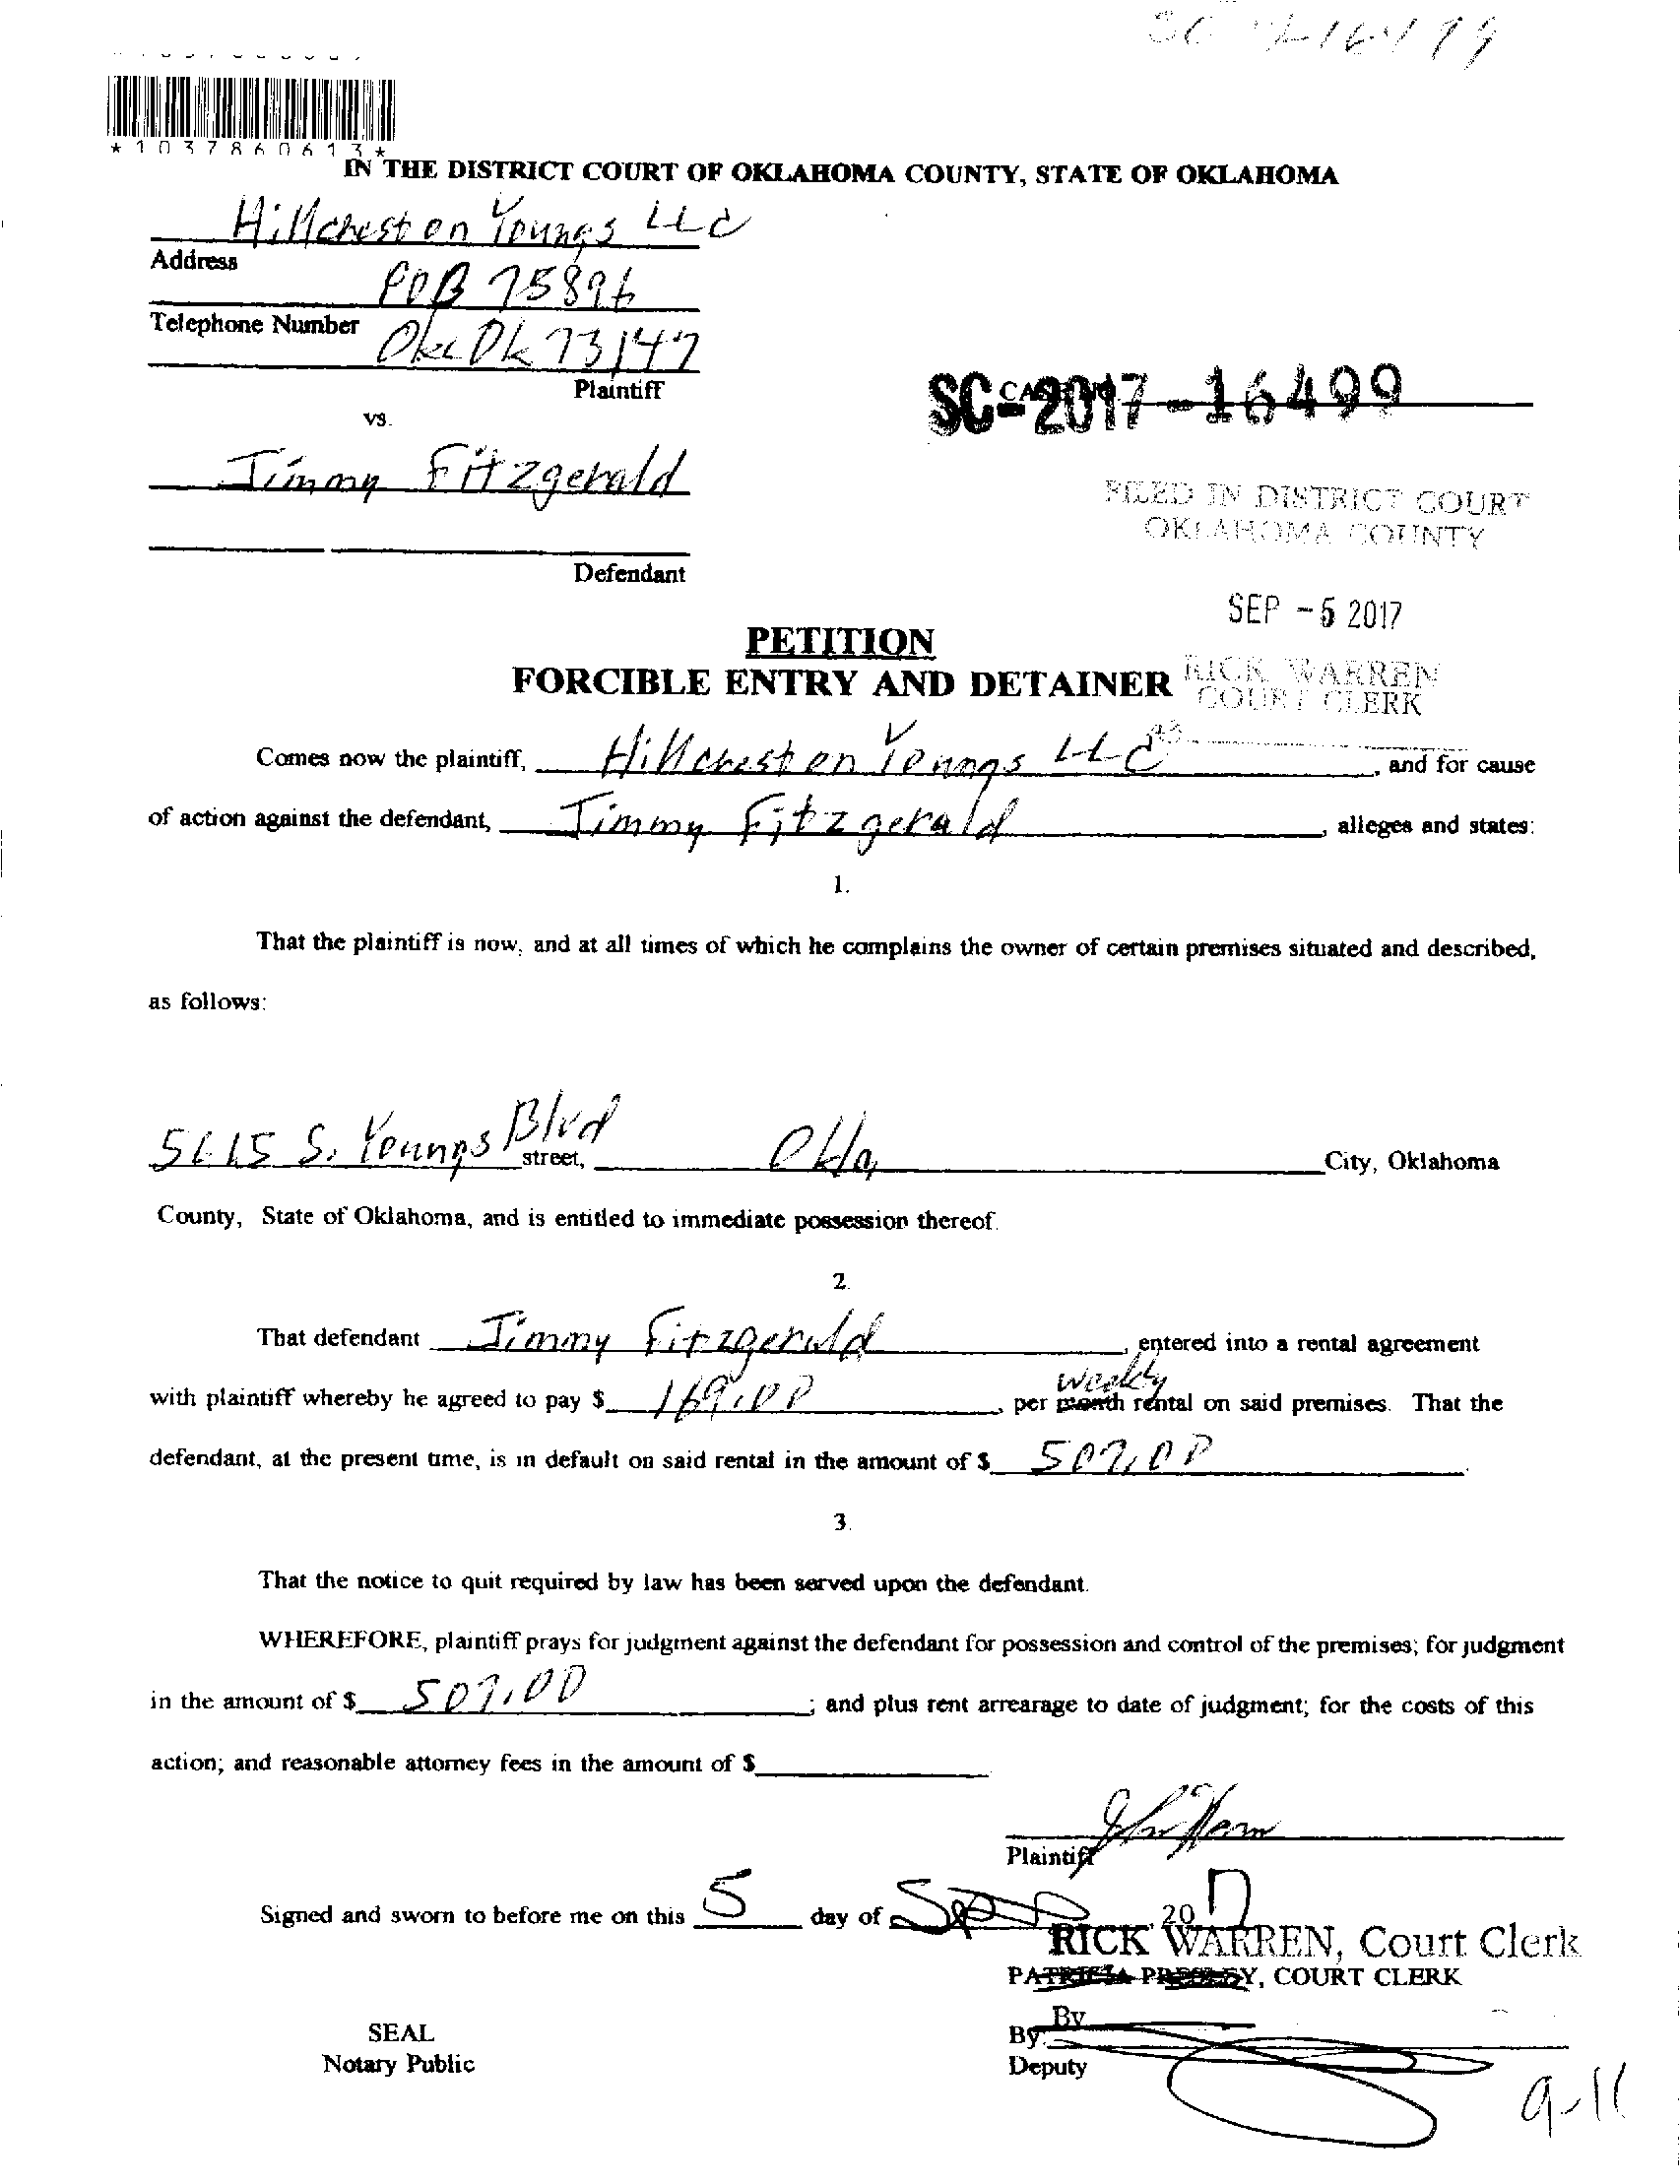 *1037860613*
IN THE DISTRICT COURT OF OKLAHOMA COUNTY, STATE OF OKLAHOMA
Hillcrest on Youngs LLC
Address
POB 75896
Telephone Number
Okc Ok 73147
Plaintiff
SC-2017-16499
vs.
Jimmy Fitzgerald
FILED IN DISTRICT COURT
OKLAHOMA COUNTY
Defendant
SEP -5 2017
PETITION
FORCIBLE ENTRY AND DETAINER
RICK WARREN
COURT CLERK
Comes now the plaintiff, Hillcrest on Youngs LLC, and for cause
of action against the defendant, Jimmy Fitzgerald, alleges and states:
1.
That the plaintiff is now, and at all times of which he complains the owner of certain premises situated and described,
as follows:
5615 S. Youngs Blvd street, Okla City, Oklahoma
County, State of Oklahoma, and is entitled to immediate possession thereof.
2.
That defendant Jimmy Fitzgerald, entered into a rental agreement
with plaintiff whereby he agreed to pay $ 169.00, per month weekly rental on said premises. That the
defendant, at the present time, is in default on said rental in the amount of $ 507.00.
3.
That the notice to quit required by law has been served upon the defendant.
WHEREFORE, plaintiff prays for judgment against the defendant for possession and control of the premises; for judgment
in the amount of $ 507.00; and plus rent arrearage to date of judgment; for the costs of this
action; and reasonable attorney fees in the amount of $
Plaintiff
Signed and sworn to before me on this 5 day of Sept, 2017
RICK WARREN, Court Clerk
PATRICIA PRESLEY, COURT CLERK
By
SEAL
By
Notary Public
Deputy
9-11